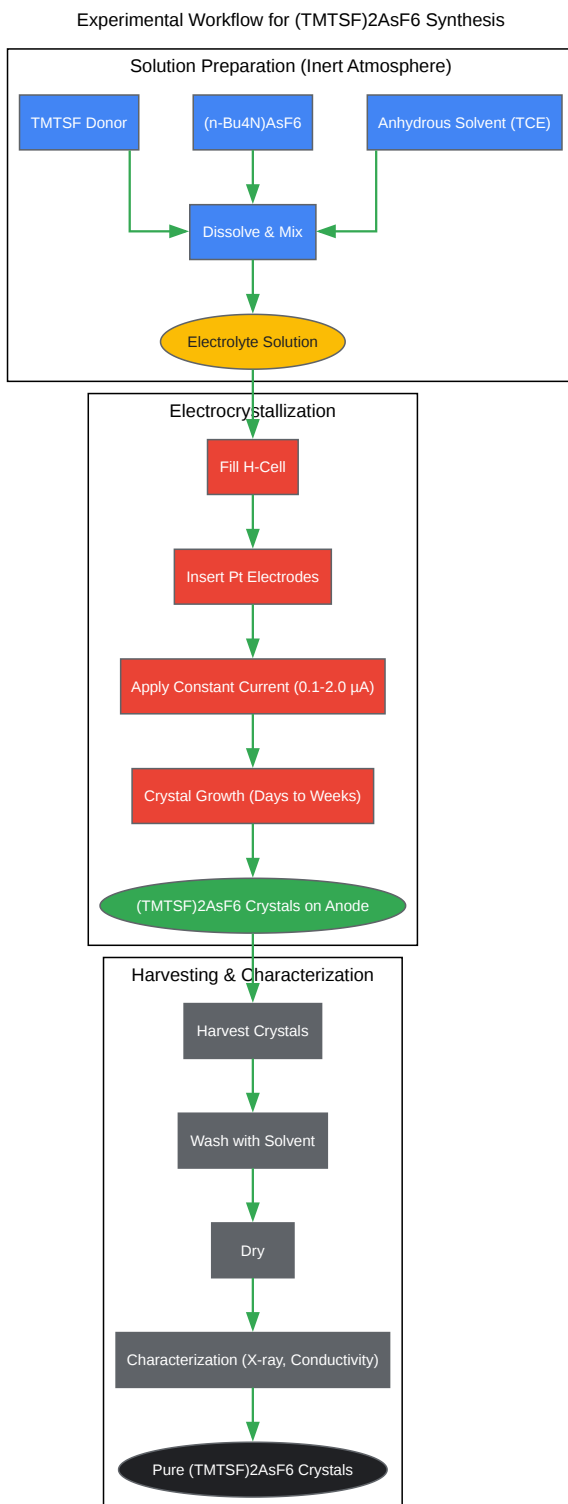 Experimental Workflow for (TMTSF)2AsF6 Synthesis
Solution Preparation (Inert Atmosphere)
TMTSF Donor
(n-Bu4N)AsF6
Anhydrous Solvent (TCE)
Dissolve & Mix
Electrolyte Solution
Electrocrystallization
Fill H-Cell
Insert Pt Electrodes
Apply Constant Current (0.1-2.0 µA)
Crystal Growth (Days to Weeks)
(TMTSF)2AsF6 Crystals on Anode
Harvesting & Characterization
Harvest Crystals
Wash with Solvent
Dry
Characterization (X-ray, Conductivity)
Pure (TMTSF)2AsF6 Crystals